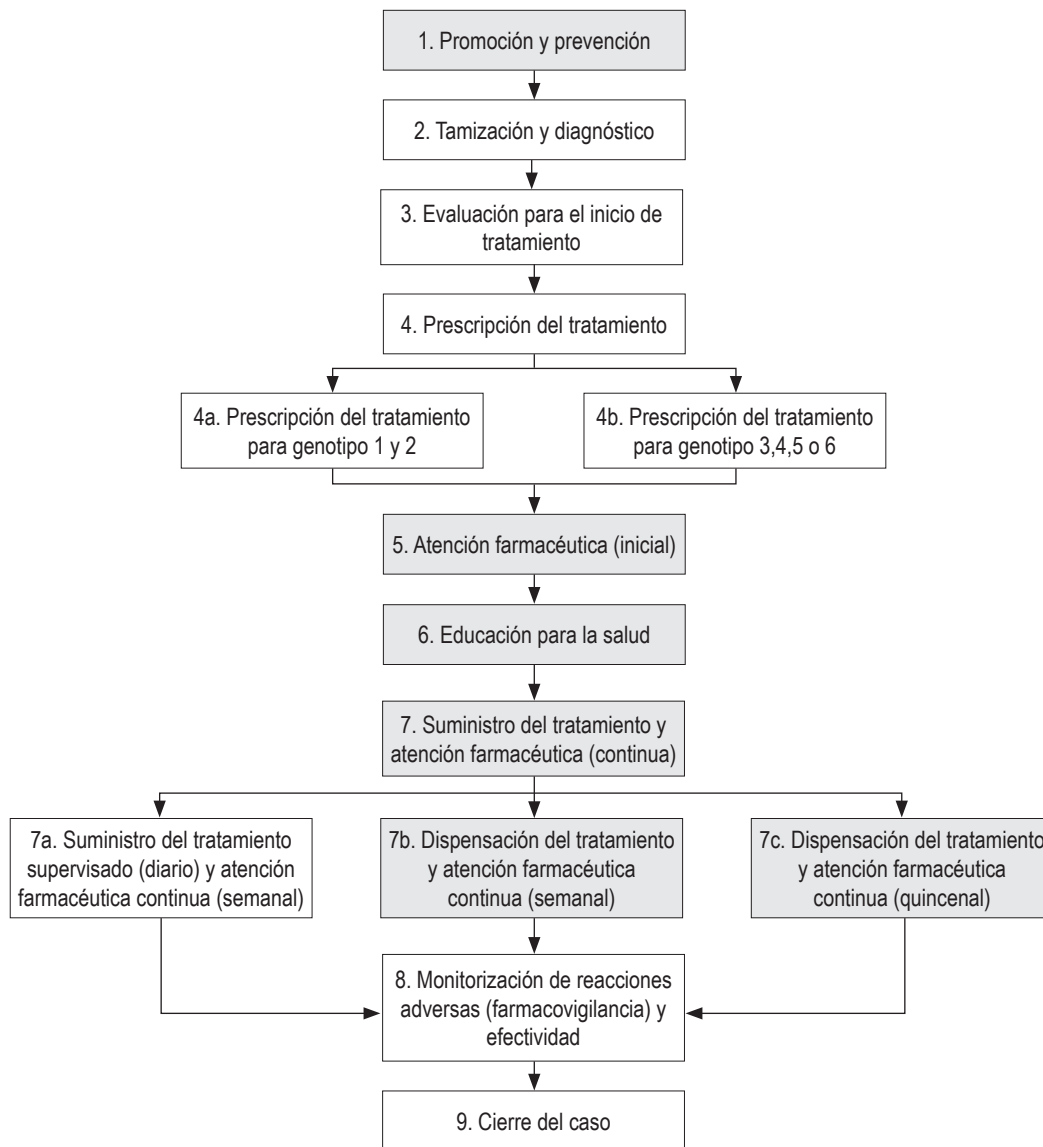 1. Promoción y prevención
2. Tamización y diagnóstico
3. Evaluación para el inicio de
tratamiento
4. Prescripción del tratamiento
4a. Prescripción del tratamiento
para genotipo 1 y 2
4b. Prescripción del tratamiento
para genotipo 3,4,5 o 6
5. Atención farmacéutica (inicial)
6. Educación para la salud
7. Suministro del tratamiento y
atención farmacéutica (continua)
7a. Suministro del tratamiento
supervisado (diario) y atención
farmacéutica continua (semanal)
7b. Dispensación del tratamiento
y atención farmacéutica
continua (semanal)
7c. Dispensación del tratamiento
y atención farmacéutica
continua (quincenal)
8. Monitorización de reacciones
adversas (farmacovigilancia) y
efectividad
9. Cierre del caso